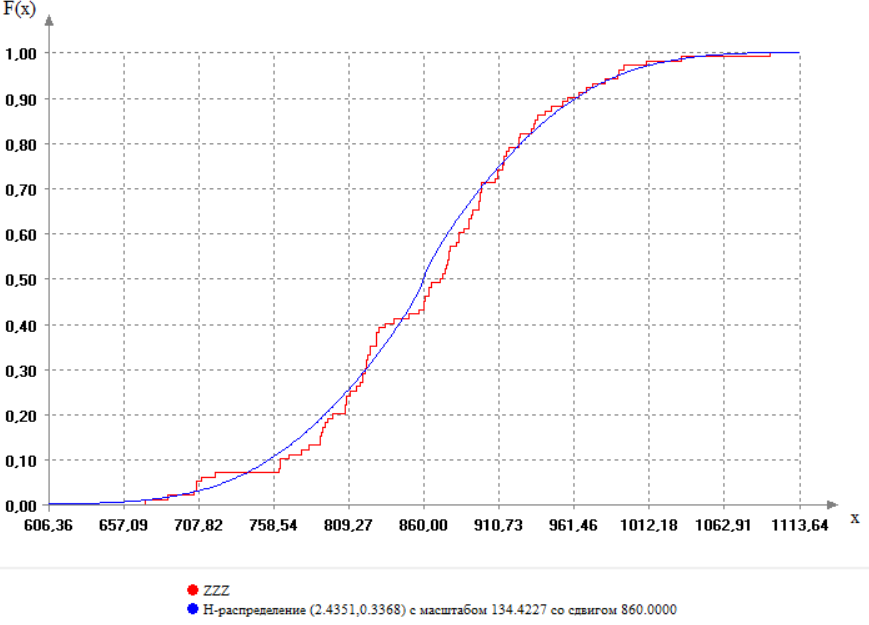 F(x)
1,00
0,90
0,80
0,70
0,60
0,50
0,40
0,30
0,20
0,10
0,00
606,36 657,09 707,82 758,54 809,27 860,00 910,73 961,46 1012,18 1062,91 1113,64
x
ZZZ
Н-распределение (2.4351,0.3368) с масштабом 134.4227 со сдвигом 860.0000